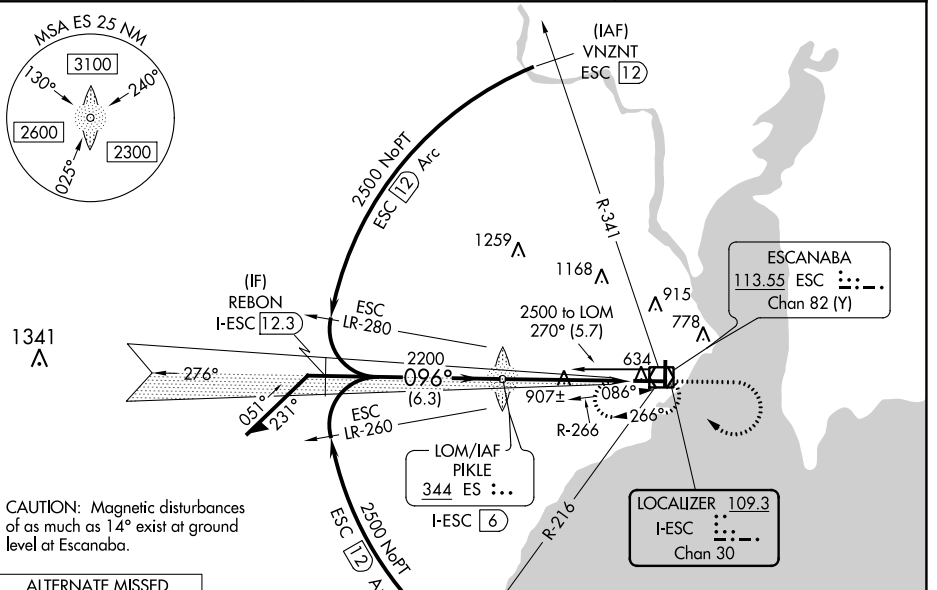 MSA ES 25 NM
3100
130°
240°
2600
2300
025°
(IAF)
VNZNT
ESC 12
2500 NoPT
ESC 12 Arc
R-341
1259
1168
915
778
ESCANABA
113.55 ESC
Chan 82 (Y)
(IF)
REBON
I-ESC 12.3
ESC
LR-280
2500 to LOM
270° (5.7)
1341
276°
2200
096°
(6.3)
634
907±
086°
266°
R-266
051°
231°
ESC
LR-260
LOM/IAF
PIKLE
344 ES
I-ESC 6
R-216
LOCALIZER 109.3
I-ESC
Chan 30
CAUTION: Magnetic disturbances
of as much as 14° exist at ground
level at Escanaba.
2500 NoPT
ESC 12 A
ALTERNATE MISSED